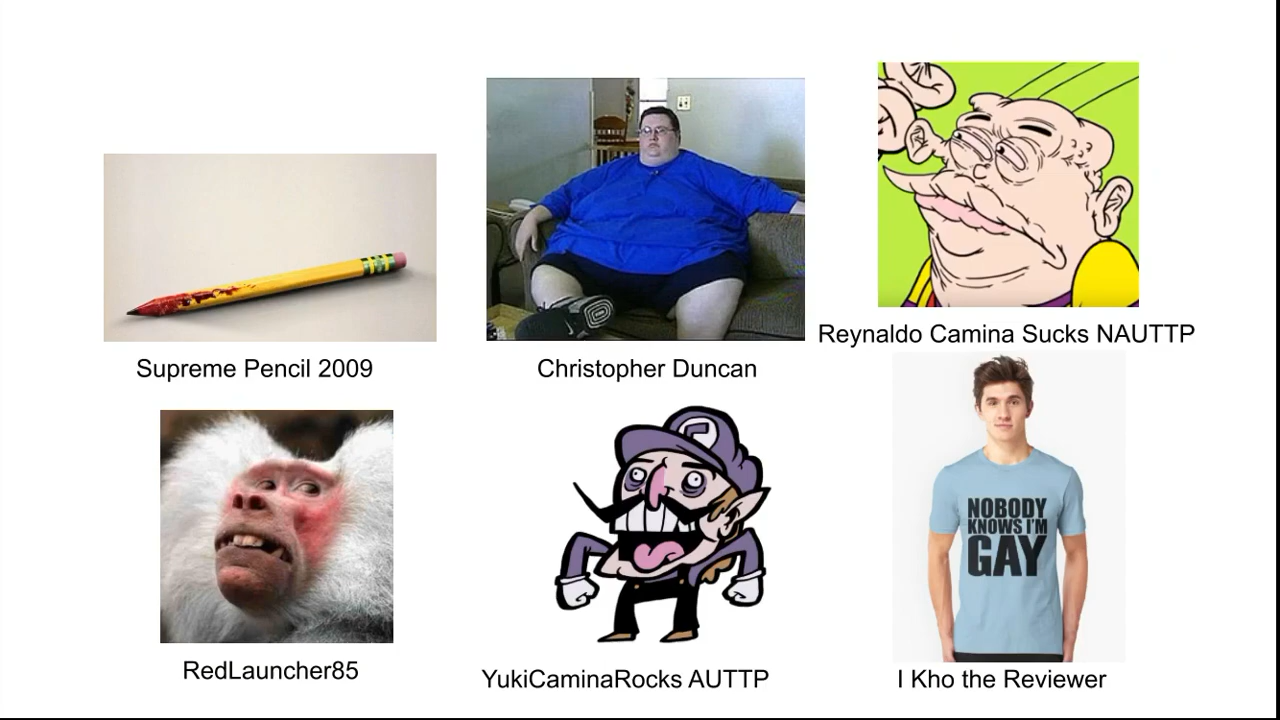 Supreme Pencil 2009
Christopher Duncan
Reynaldo Camina Sucks NAUTTP
NOBODY
KNOWS I'M
GAY
RedLauncher85
YukiCaminaRocks AUTTP
I Kho the Reviewer